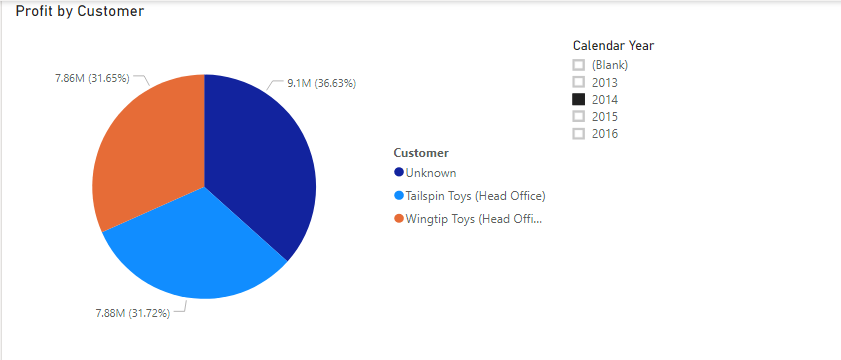 Profit by Customer
7.86M (31.65%)
9.1M (36.63%)
7.88M (31.72%)
Customer
Unknown
Tailspin Toys (Head Office)
Wingtip Toys (Head Offi...
Calendar Year
(Blank)
2013
2014
2015
2016